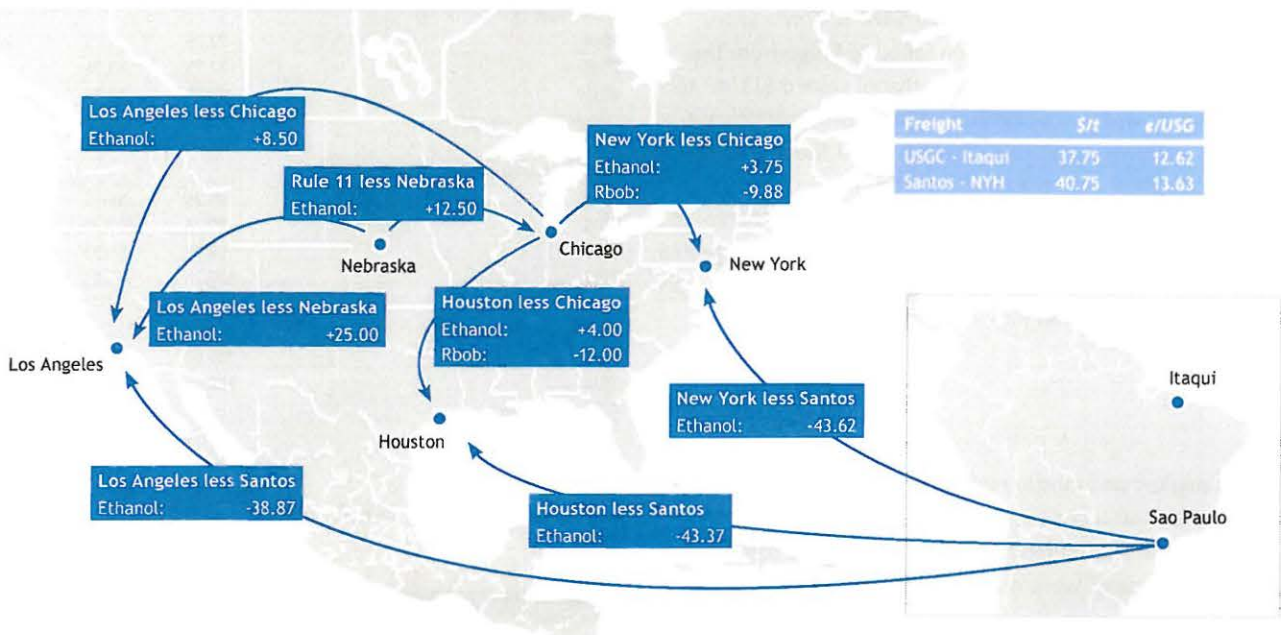 Los Angeles less Chicago
Ethanol: +8.50
New York less Chicago
Ethanol: +3.75
Rbob: -9.88
Freight $/t ¢/USG
USGC - Itaqui 37.75 12.62
Santos - NYH 40.75 13.63
Rule 11 less Nebraska
Ethanol: +12.50
Chicago
Nebraska
New York
Los Angeles less Nebraska
Ethanol: +25.00
Houston less Chicago
Ethanol: +4.00
Rbob: -12.00
Los Angeles
Itaqui
New York less Santos
Ethanol: -43.62
Houston
Los Angeles less Santos
Ethanol: -38.87
Houston less Santos
Ethanol: -43.37
Sao Paulo